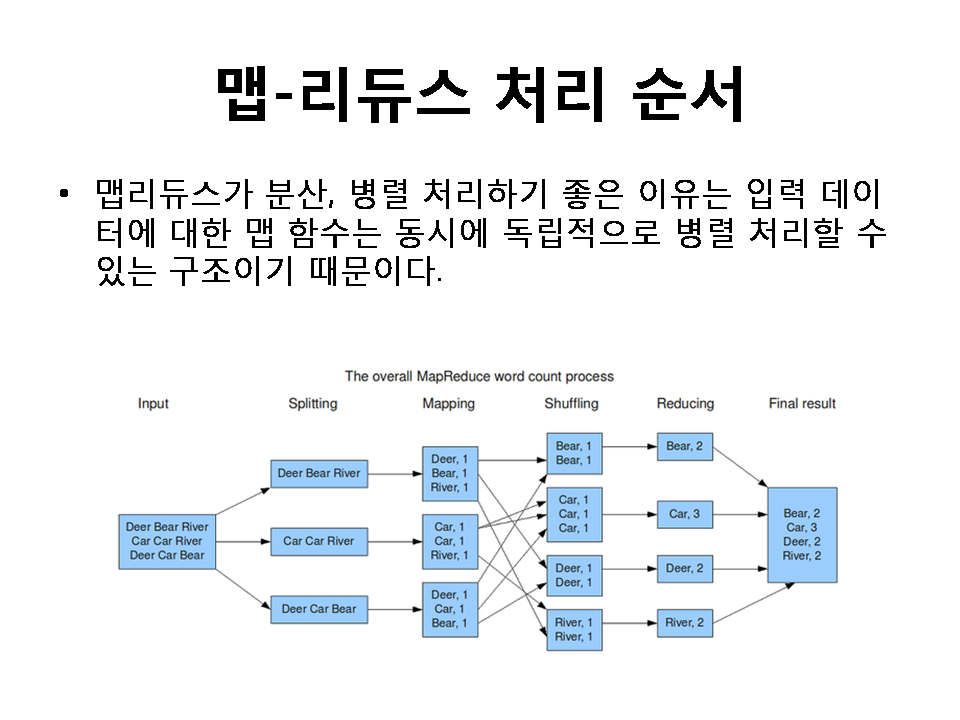 맵-리듀스 처리 순서
• 맵리듀스가 분산, 병렬 처리하기 좋은 이유는 입력 데이
터에 대한 맵 함수는 동시에 독립적으로 병렬 처리할 수
있는 구조이기 때문이다.
The overall MapReduce word count process
Input Splitting Mapping Shuffling Reducing Final result
Deer Bear River
Car Car River
Deer Car Bear
Deer Bear River
Car Car River
Deer Car Bear
Deer, 1
Bear, 1
River, 1
Car, 1
Car, 1
River, 1
Deer, 1
Car, 1
Bear, 1
Bear, 1
Bear, 1
Car, 1
Car, 1
Car, 1
Deer, 1
Deer, 1
River, 1
River, 1
Bear, 2
Car, 3
Deer, 2
River, 2
Bear, 2
Car, 3
Deer, 2
River, 2